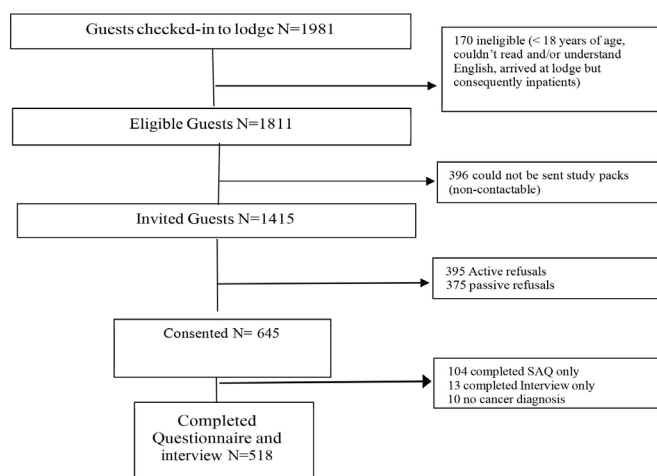 Guests checked-in to lodge N=1981
170 ineligible (< 18 years of age,
couldn't read and/or understand
English, arrived at lodge but
consequently inpatients)
Eligible Guests N=1811
396 could not be sent study packs
(non-contactable)
Invited Guests N=1415
395 Active refusals
375 passive refusals
Consented N= 645
104 completed SAQ only
13 completed Interview only
10 no cancer diagnosis
Completed
Questionnaire and
interview N=518